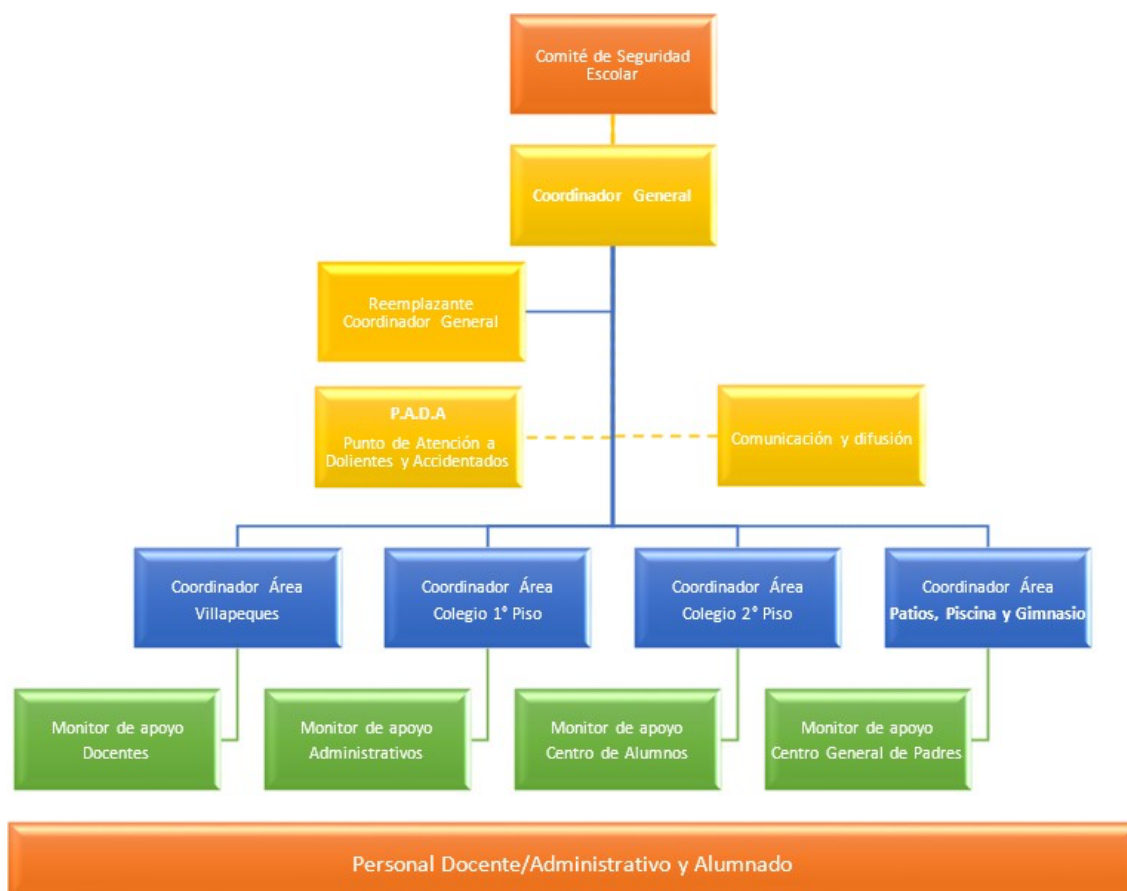 Comité de Seguridad
Escolar
Coordinador General
Reemplazante
Coordinador General
P.A.D.A
Punto de Atención a
Dolientes y Accidentados
Comunicación y difusión
Coordinador Área
Villapeques
Coordinador Área
Colegio 1° Piso
Coordinador Área
Colegio 2° Piso
Coordinador Área
Patios, Piscina y Gimnasio
Monitor de apoyo
Docentes
Monitor de apoyo
Administrativos
Monitor de apoyo
Centro de Alumnos
Monitor de apoyo
Centro General de Padres
Personal Docente/Administrativo y Alumnado